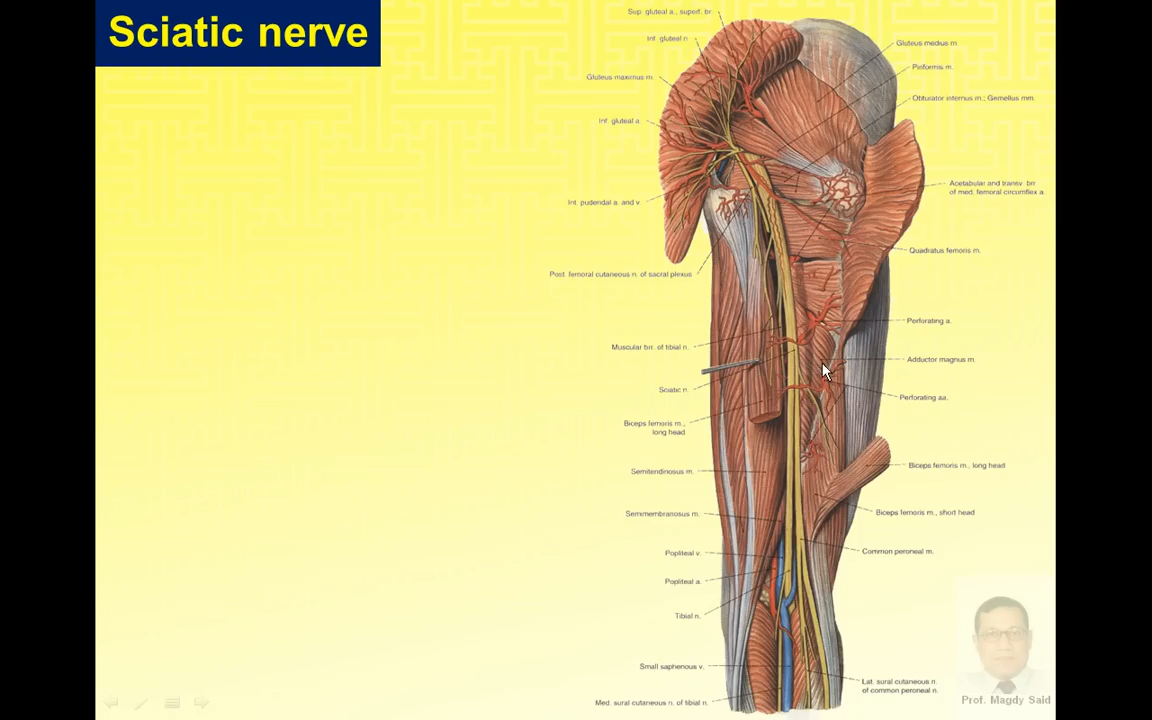 Sciatic nerve
Sup. gluteal a., superf. br.
Inf. gluteel n.
Gluteus maximus m.
Inf. gluteal a.
Int. pudendal a. and v.
Post. femoral cutaneous n. of sacral plexus
Muscular brr. of tibial n.
Sciatic n.
Biceps femoris m.,
long head
Semitendinosus m.
Semimembranosus m.
Popliteal v.
Popliteal a.
Tibial n.
Small saphenous v.
Med. sural cutaneous n. of tibial n.
Gluteus medius m.
Piriformis m.
Obturator internus m.; Gemellus mm.
Acetabular and transv. brr.
of med. femoral circumflex a.
Quadratus femoris m.
Perforating a.
Adductor magnus m.
Perforating aa.
Biceps femoris m., long head
Biceps femoris m., short head
Common peroneal m.
Lat. sural cutaneous n.
of common peroneal n.
Prof. Magdy Said